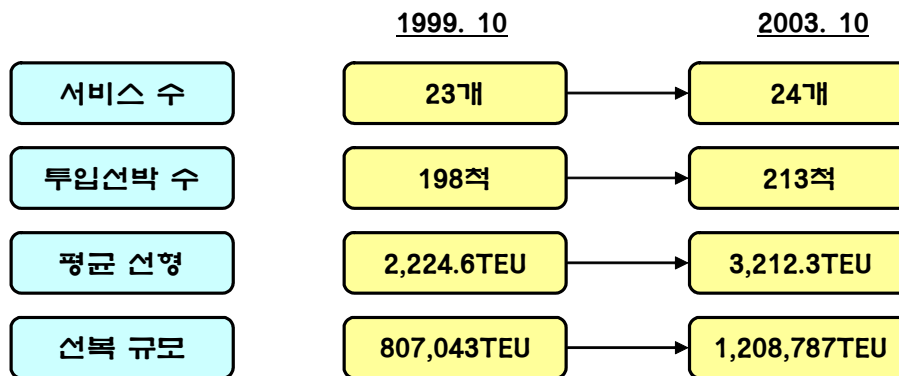 1999. 10 2003. 10
서비스 수 23개 24개
투입선박 수 198척 213척
평균 선형 2,224.6TEU 3,212.3TEU
선복 규모 807,043TEU 1,208,787TEU